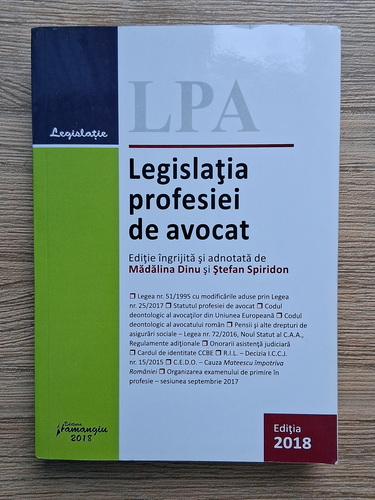 LPA
Legislație
Legislaţia
profesiei
de avocat
Ediţie îngrijită şi adnotată de
Mădălina Dinu şi Ştefan Spiridon
❒ Legea nr. 51/1995 cu modificările aduse prin Legea
nr. 25/2017 ❒ Statutul profesiei de avocat ❒ Codul
deontologic al avocaţilor din Uniunea Europeană ❒ Codul
deontologic al avocatului român ❒ Pensii şi alte drepturi de
asigurări sociale – Legea nr. 72/2016, Noul Statut al C.A.A.,
Regulamente adiţionale ❒ Onorarii asistenţă judiciară
❒ Cardul de identitate CCBE ❒ R.I.L. – Decizia I.C.C.J.
nr. 15/2015 ❒ C.E.D.O. – Cauza Mateescu împotriva
României ❒ Organizarea examenului de primire în
profesie – sesiunea septembrie 2017
Editura
Hamangiu
2018
Ediţia
2018